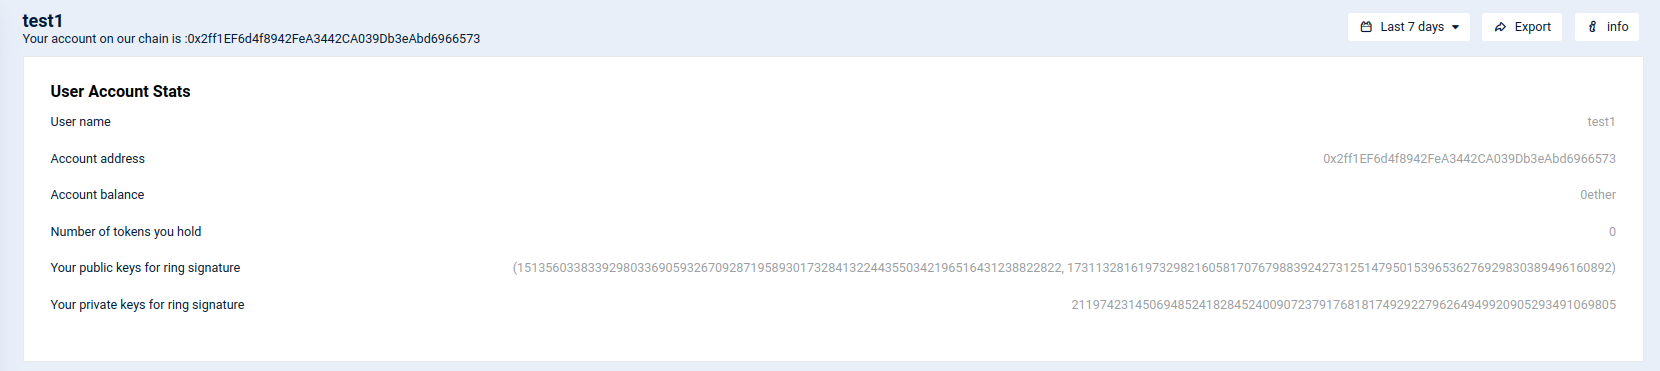 test1
Your account on our chain is :0x2ff1EF6d4f8942FeA3442CA039Db3eAbd6966573
Last 7 days
Export
info
User Account Stats
User name test1
Account address 0x2ff1EF6d4f8942FeA3442CA039Db3eAbd6966573
Account balance 0ether
Number of tokens you hold 0
Your public keys for ring signature (15135603383392980336905932670928719589301732841322443550342196516431238822822, 17311328161973298216058170767988392427312514795015396536276929830389496160892)
Your private keys for ring signature 21197423145069485241828452400907237917681817492922796264949920905293491069805